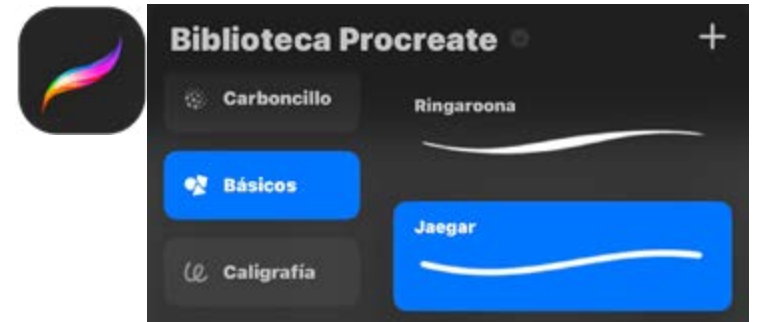 Biblioteca Procreate
Carboncillo
Básicos
Caligrafía
Ringaroona
Jaegar